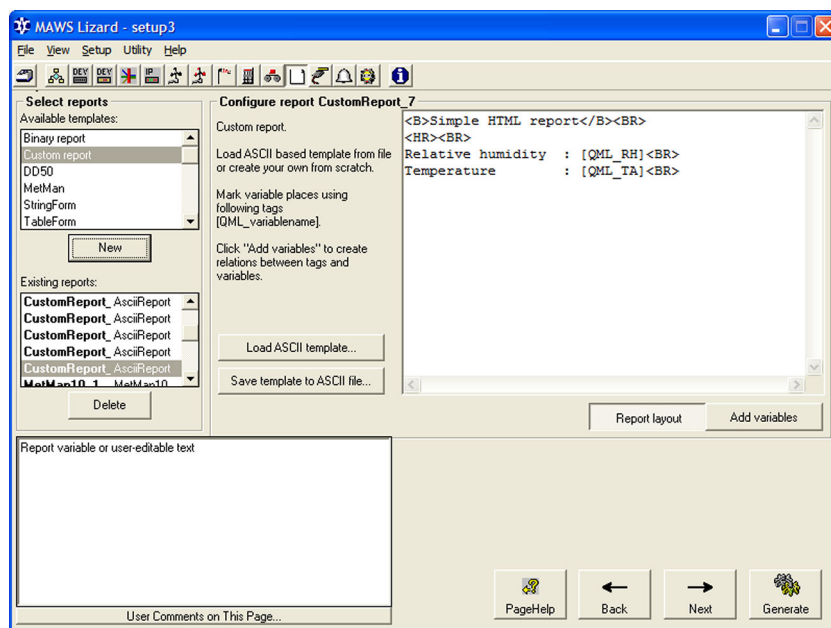 MAWS Lizard - setup3
File View Setup Utility Help
Select reports
Available templates:
Binary report
Custom report
DD50
MetMan
StringForm
TableForm
New
Existing reports:
CustomReport_ AsciiReport
CustomReport_ AsciiReport
CustomReport_ AsciiReport
CustomReport_ AsciiReport
CustomReport_ AsciiReport
MetMan10_1 MetMan10
Delete
Configure report CustomReport_7
Custom report.
Load ASCII based template from file
or create your own from scratch.
Mark variable places using
following tags
[QML_variablename].
Click "Add variables" to create
relations between tags and
variables.
Load ASCII template...
Save template to ASCII file...
<B>Simple HTML report</B><BR>
<HR><BR>
Relative humidity : [QML_RH]<BR>
Temperature : [QML_TA]<BR>
Report layout
Add variables
Report variable or user-editable text
User Comments on This Page...
PageHelp
Back
Next
Generate